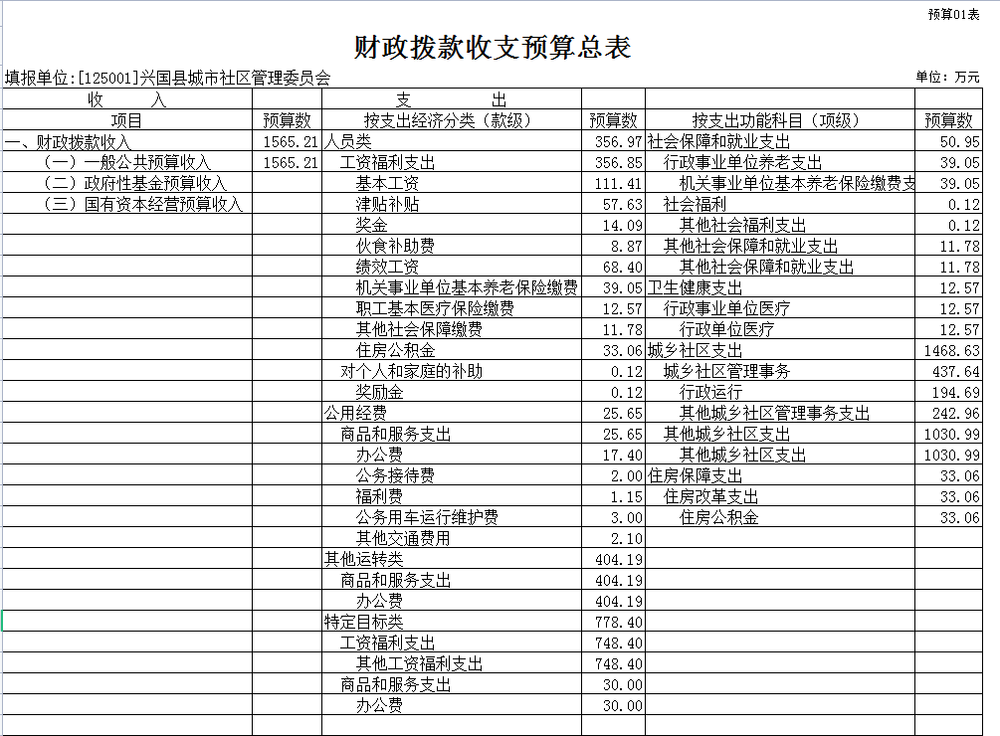 预算01表
财政拨款收支预算总表
填报单位:[125001]兴国县城市社区管理委员会 单位：万元
收 入 支 出
项目 预算数 按支出经济分类（款级） 预算数 按支出功能科目（项级） 预算数
一、财政拨款收入 1565.21 人员类 356.97 社会保障和就业支出 50.95
（一）一般公共预算收入 1565.21 工资福利支出 356.85 行政事业单位养老支出 39.05
（二）政府性基金预算收入 基本工资 111.41 机关事业单位基本养老保险缴费支 39.05
（三）国有资本经营预算收入 津贴补贴 57.63 社会福利 0.12
奖金 14.09 其他社会福利支出 0.12
伙食补助费 8.87 其他社会保障和就业支出 11.78
绩效工资 68.40 其他社会保障和就业支出 11.78
机关事业单位基本养老保险缴费 39.05 卫生健康支出 12.57
职工基本医疗保险缴费 12.57 行政事业单位医疗 12.57
其他社会保障缴费 11.78 行政单位医疗 12.57
住房公积金 33.06 城乡社区支出 1468.63
对个人和家庭的补助 0.12 城乡社区管理事务 437.64
奖励金 0.12 行政运行 194.69
公用经费 25.65 其他城乡社区管理事务支出 242.96
商品和服务支出 25.65 其他城乡社区支出 1030.99
办公费 17.40 其他城乡社区支出 1030.99
公务接待费 2.00 住房保障支出 33.06
福利费 1.15 住房改革支出 33.06
公务用车运行维护费 3.00 住房公积金 33.06
其他交通费用 2.10
其他运转类 404.19
商品和服务支出 404.19
办公费 404.19
特定目标类 778.40
工资福利支出 748.40
其他工资福利支出 748.40
商品和服务支出 30.00
办公费 30.00